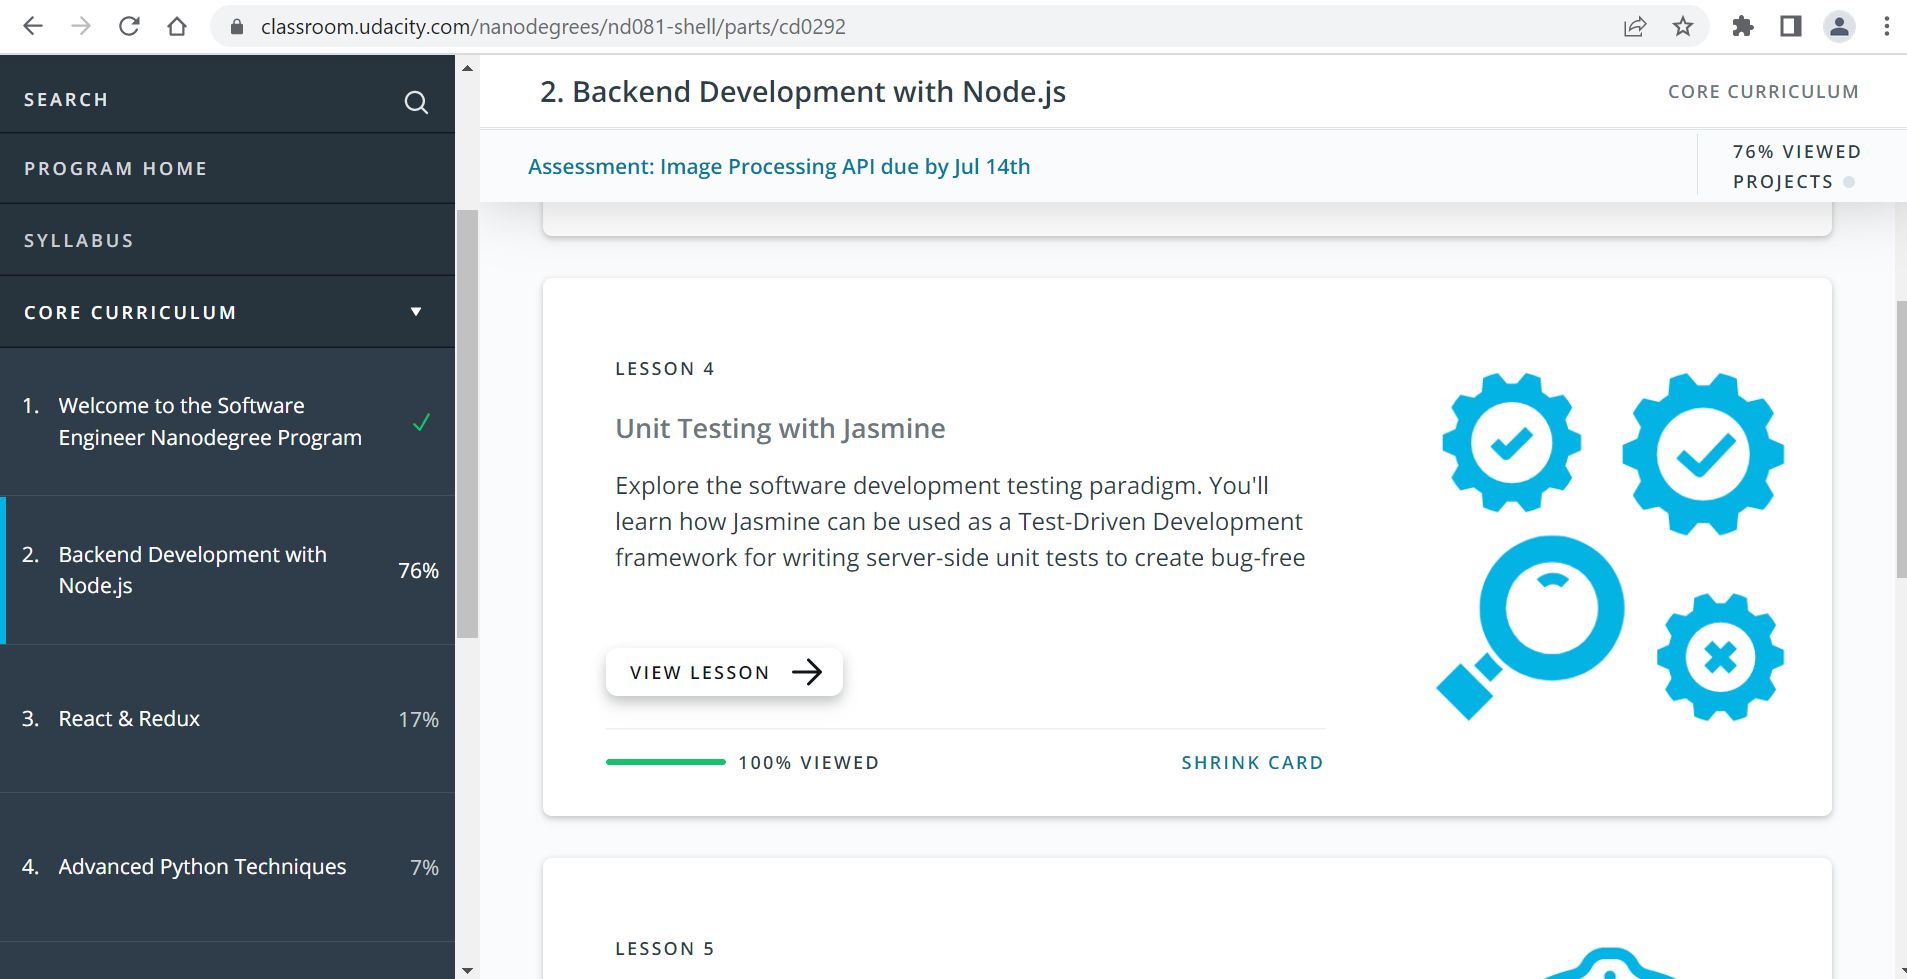 classroom.udacity.com/nanodegrees/nd081-shell/parts/cd0292
SEARCH
PROGRAM HOME
SYLLABUS
CORE CURRICULUM
1. Welcome to the Software
Engineer Nanodegree Program
2. Backend Development with
Node.js
76%
3. React & Redux
17%
4. Advanced Python Techniques
7%
2. Backend Development with Node.js
CORE CURRICULUM
Assessment: Image Processing API due by Jul 14th
76% VIEWED
PROJECTS
LESSON 4
Unit Testing with Jasmine
Explore the software development testing paradigm. You'll
learn how Jasmine can be used as a Test-Driven Development
framework for writing server-side unit tests to create bug-free
VIEW LESSON
100% VIEWED
SHRINK CARD
LESSON 5